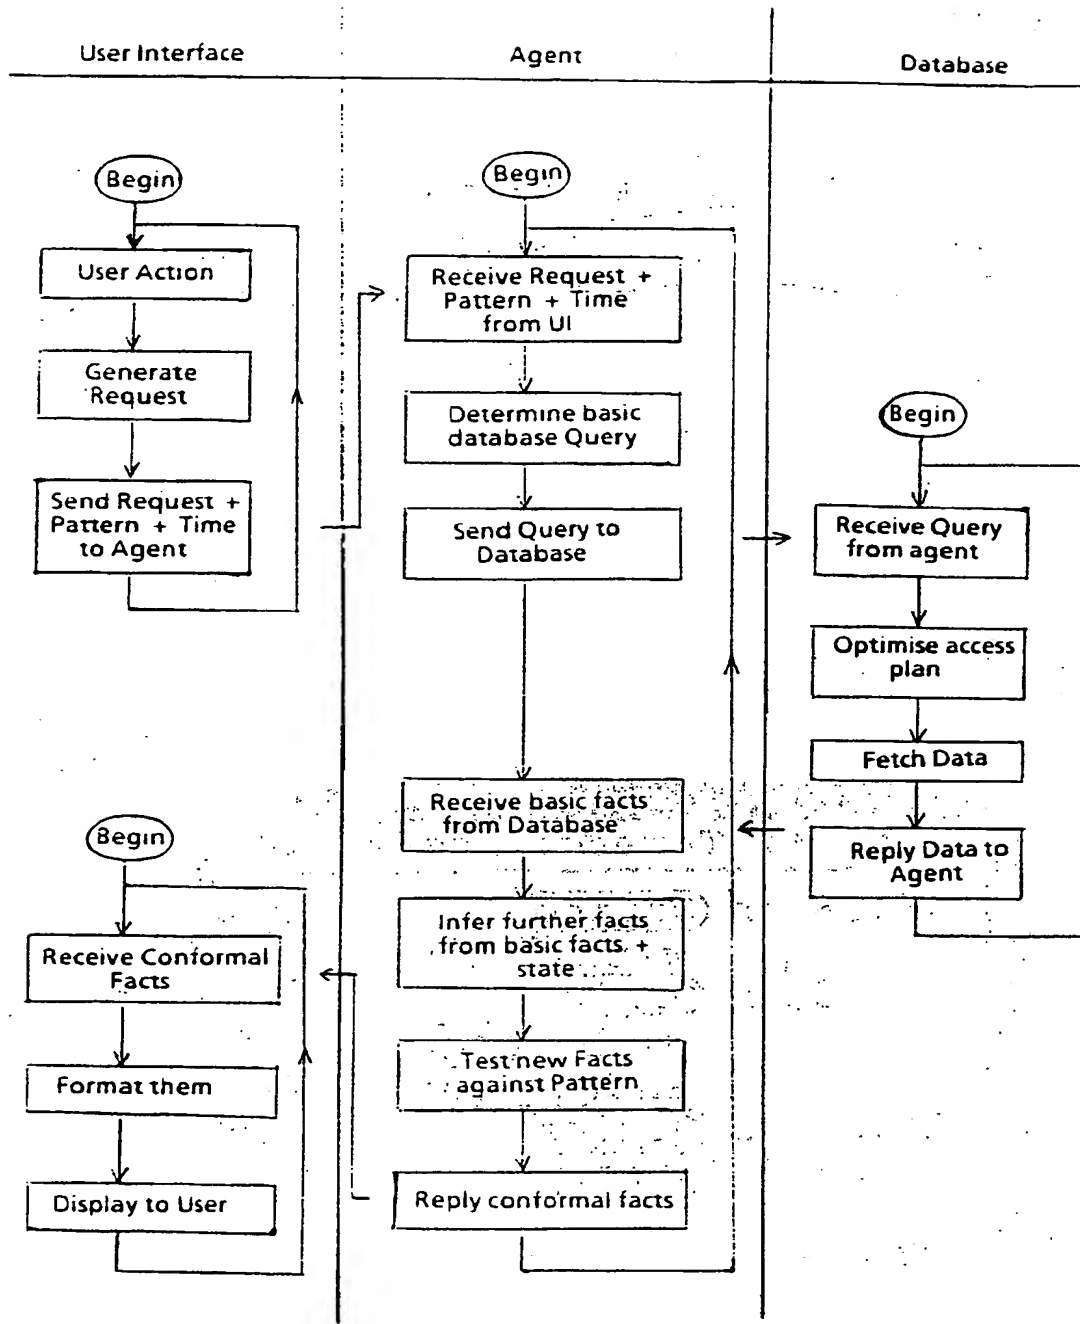 User Interface
Agent
Database
Begin
User Action
Generate
Request
Send Request +
Pattern + Time
to Agent
Begin
Receive Conformal
Facts
Format them
Display to User
Begin
Receive Request +
Pattern + Time
from UI
Determine basic
database Query
Send Query to
Database
Receive basic facts
from Database
Infer further facts
from basic facts +
state
Test new Facts
against Pattern
Reply conformal facts
Begin
Receive Query
from agent
Optimise access
plan
Fetch Data
Reply Data to
Agent